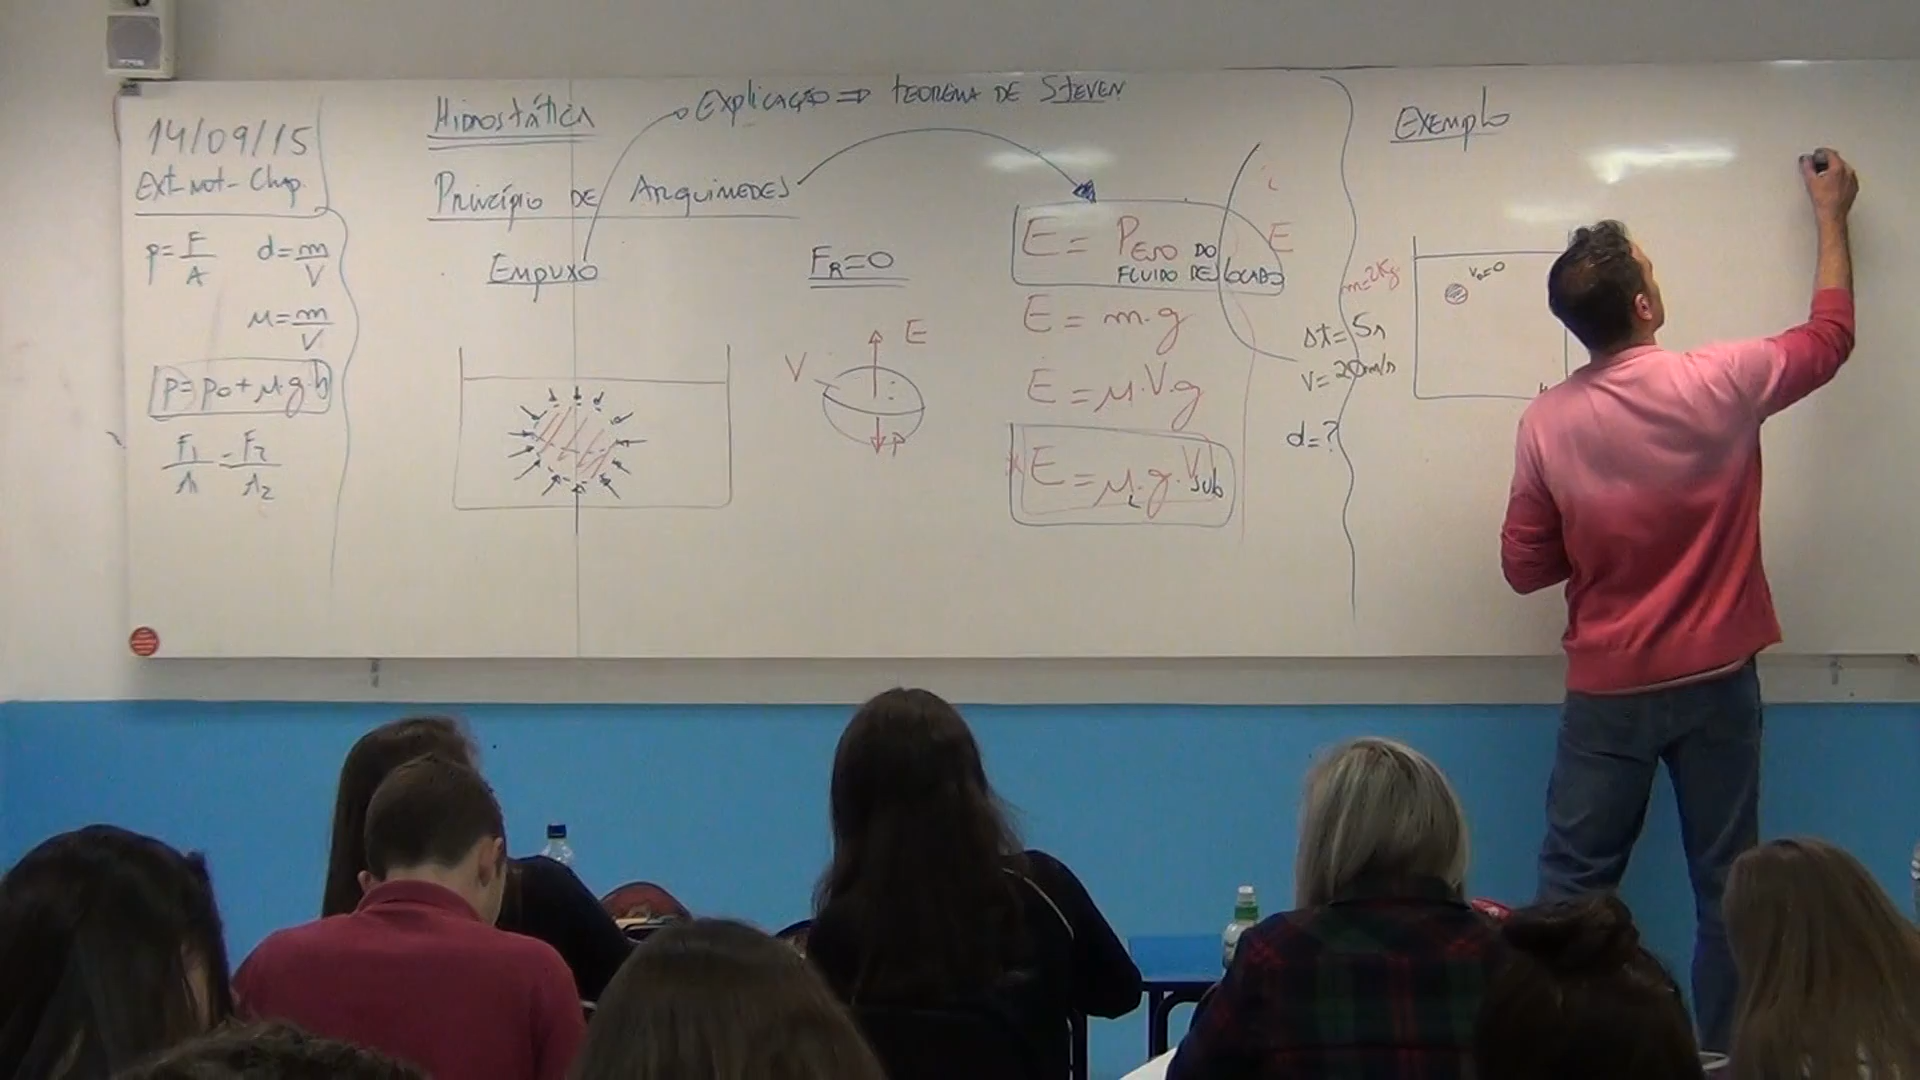 14/09/15
Ext-Not-Chap.
p=F/A d=m/V
μ=m/V
p=p0+μ.g.h
F1/A1=F2/A2
Hidrostática
Explicação ⇒ TEOREMA DE STEVEN
Princípio DE ARQUIMEDES
EMPUXO
FR=0
E
V
P
E = PESO DO
FLUIDO DESLOCADO
E = m.g
E = μ.V.g
E = μL.g.Vsub
E
Exemplo
m=2Kg
V0=0
Δt=5s
V=20m/s
d=?